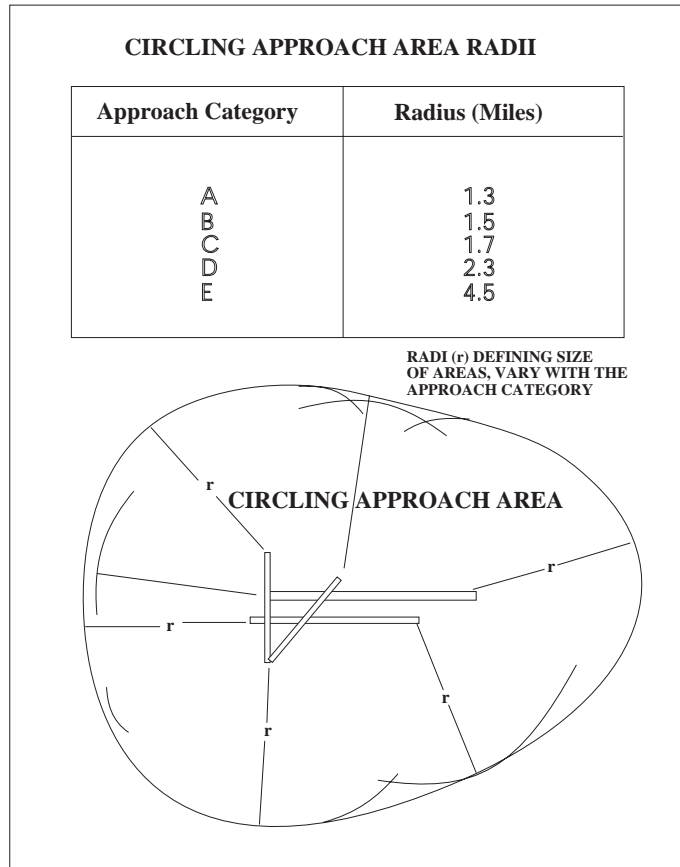 CIRCLING APPROACH AREA RADII
Approach Category Radius (Miles)
A 1.3
B 1.5
C 1.7
D 2.3
E 4.5
RADI (r) DEFINING SIZE
OF AREAS, VARY WITH THE
APPROACH CATEGORY
r
CIRCLING APPROACH AREA
r
r
r
r